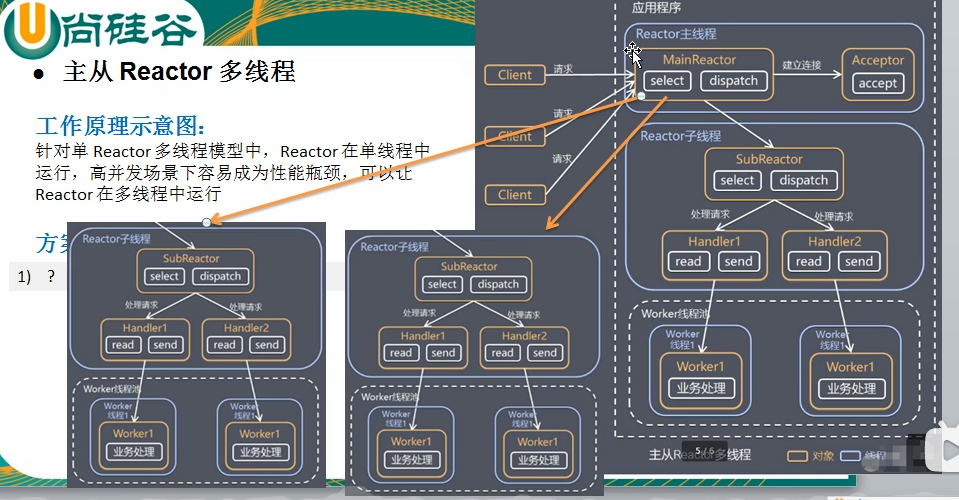 尚硅谷
● 主从 Reactor 多线程
工作原理示意图：
针对单 Reactor 多线程模型中，Reactor 在单线程中
运行，高并发场景下容易成为性能瓶颈，可以让
Reactor 在多线程中运行
1) ?
应用程序
Reactor主线程
MainReactor
select dispatch
建立连接
Acceptor
accept
Client
请求
Client
请求
Client
请求
Reactor子线程
SubReactor
select dispatch
处理请求 处理请求
Handler1 Handler2
read send read send
Worker线程池
Worker
线程1
Worker
线程1
Worker1 Worker1
业务处理 业务处理
主从Reactor多线程
5 / 6
对象
线程
Reactor子线程
SubReactor
select dispatch
处理请求 处理请求
Handler1 Handler2
read send read send
Worker线程池
Worker
线程1
Worker
线程1
Worker1 Worker1
业务处理 业务处理
Reactor子线程
SubReactor
select dispatch
处理请求 处理请求
Handler1 Handler2
read send read send
Worker线程池
Worker
线程1
Worker
线程1
Worker1 Worker1
业务处理 业务处理